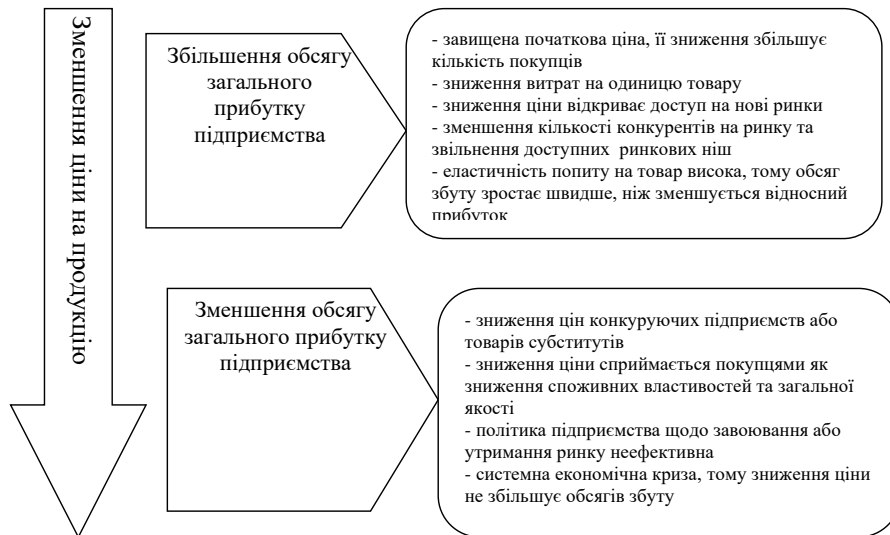 Зменшення ціни на продукцію
Збільшення обсягу
загального
прибутку
підприємства
- завищена початкова ціна, її зниження збільшує
кількість покупців
- зниження витрат на одиницю товару
- зниження ціни відкриває доступ на нові ринки
- зменшення кількості конкурентів на ринку та
звільнення доступних ринкових ніш
- еластичність попиту на товар висока, тому обсяг
збуту зростає швидше, ніж зменшується відносний
прибуток
Зменшення обсягу
загального прибутку
підприємства
- зниження цін конкуруючих підприємств або
товарів субститутів
- зниження ціни сприймається покупцями як
зниження споживних властивостей та загальної
якості
- політика підприємства щодо завоювання або
утримання ринку неефективна
- системна економічна криза, тому зниження ціни
не збільшує обсягів збуту